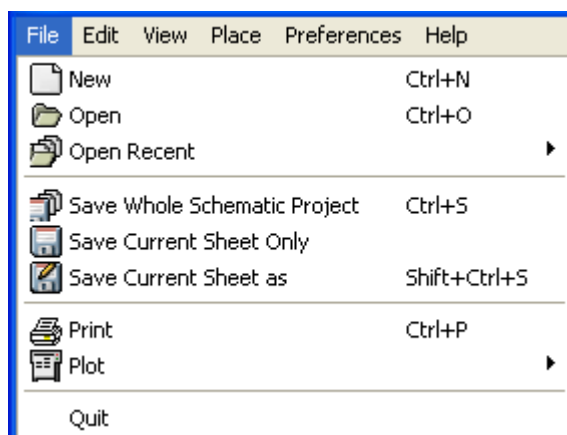 File Edit View Place Preferences Help
New Ctrl+N
Open Ctrl+O
Open Recent
Save Whole Schematic Project Ctrl+S
Save Current Sheet Only
Save Current Sheet as Shift+Ctrl+S
Print Ctrl+P
Plot
Quit